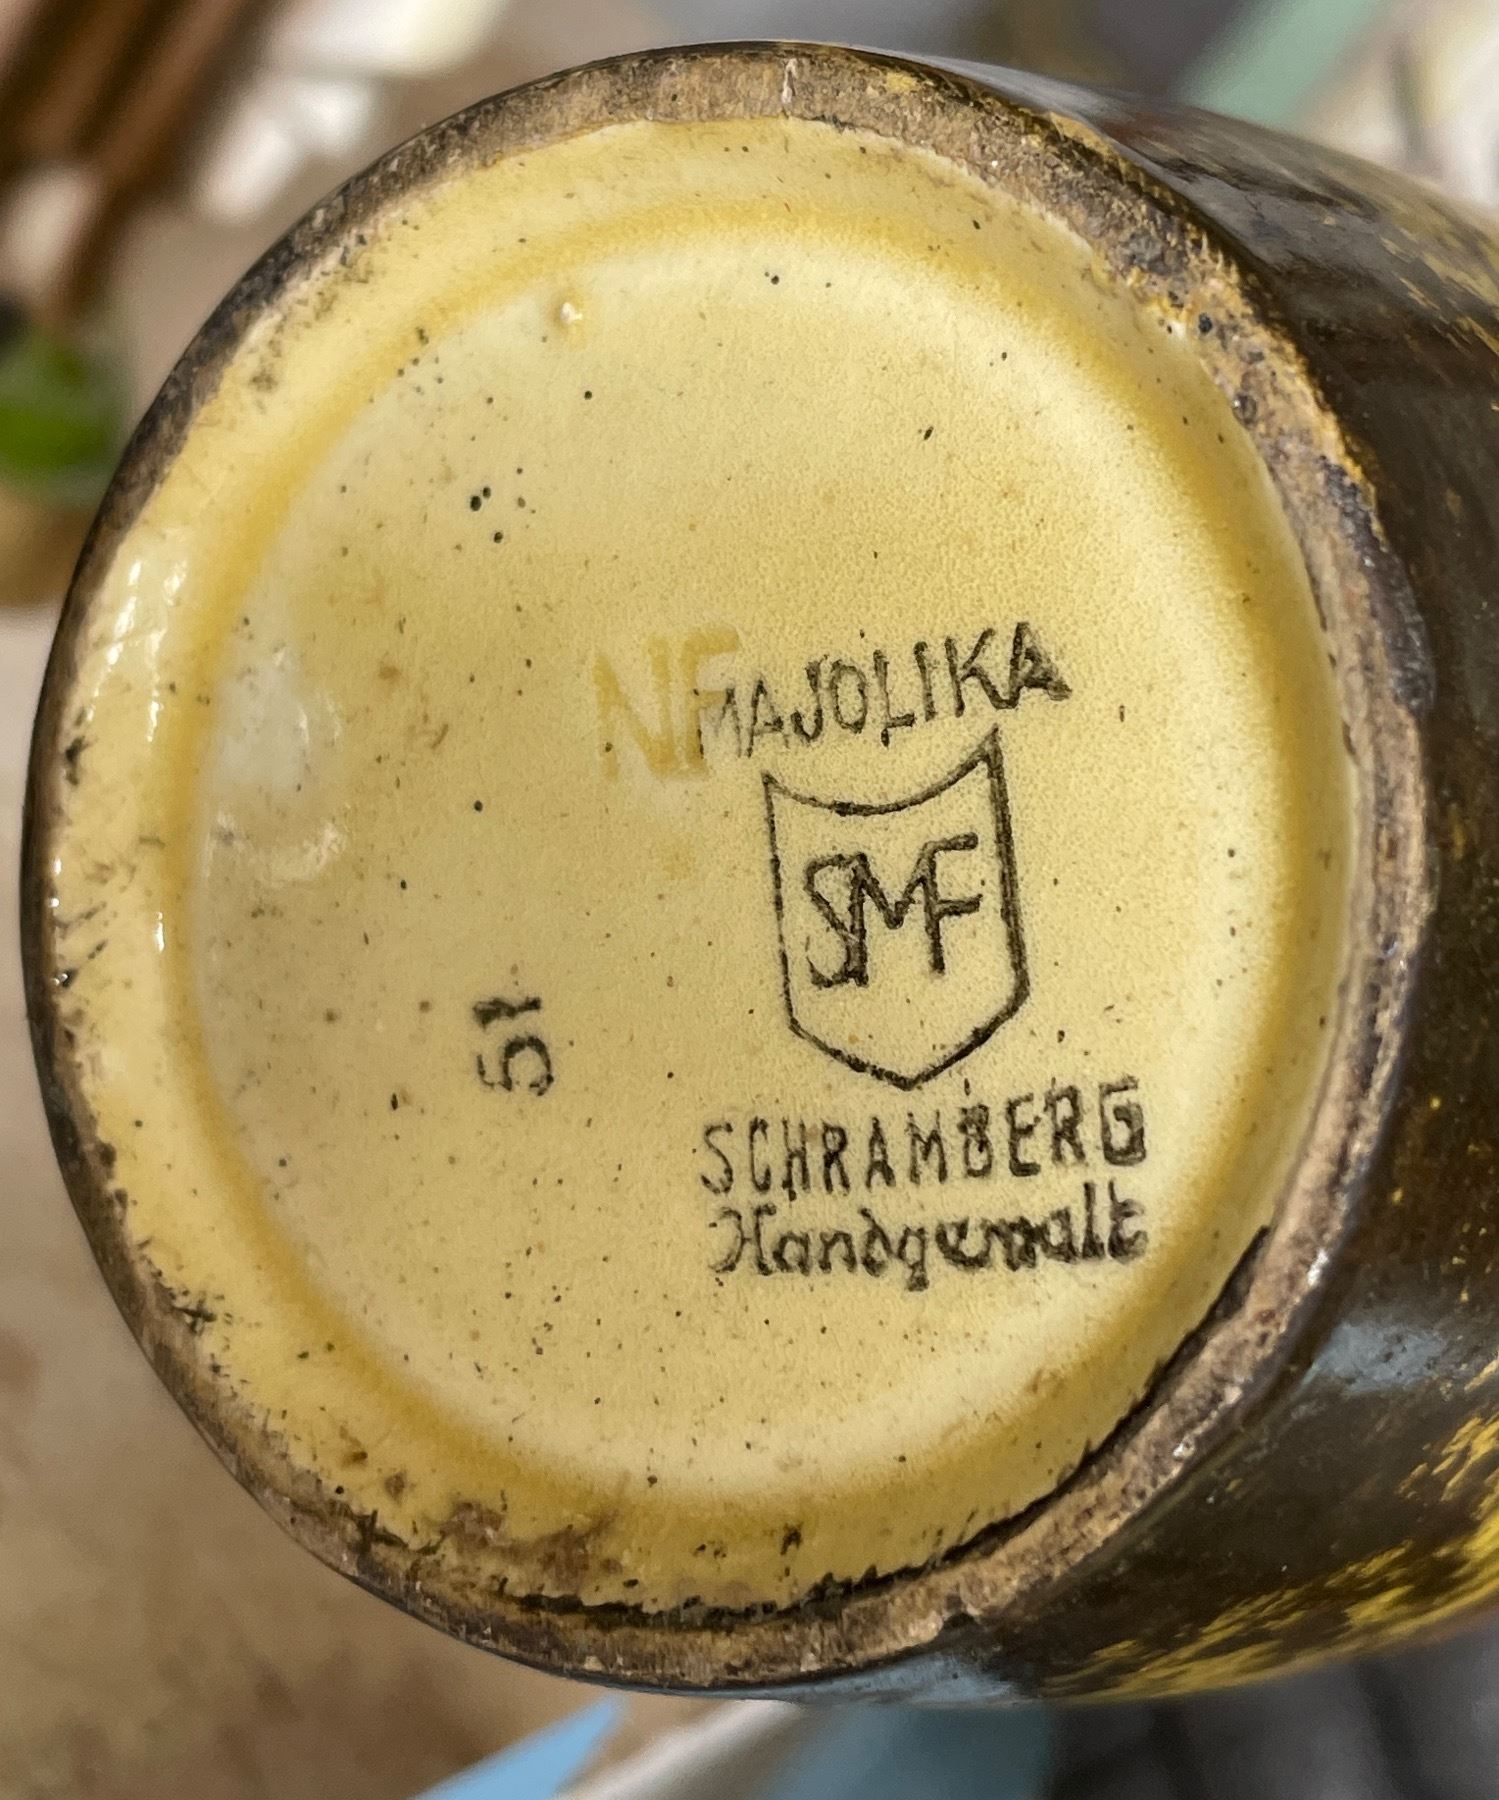 NF
MAJOLIKA
SMF
SCHRAMBERG
Handgemalt
51